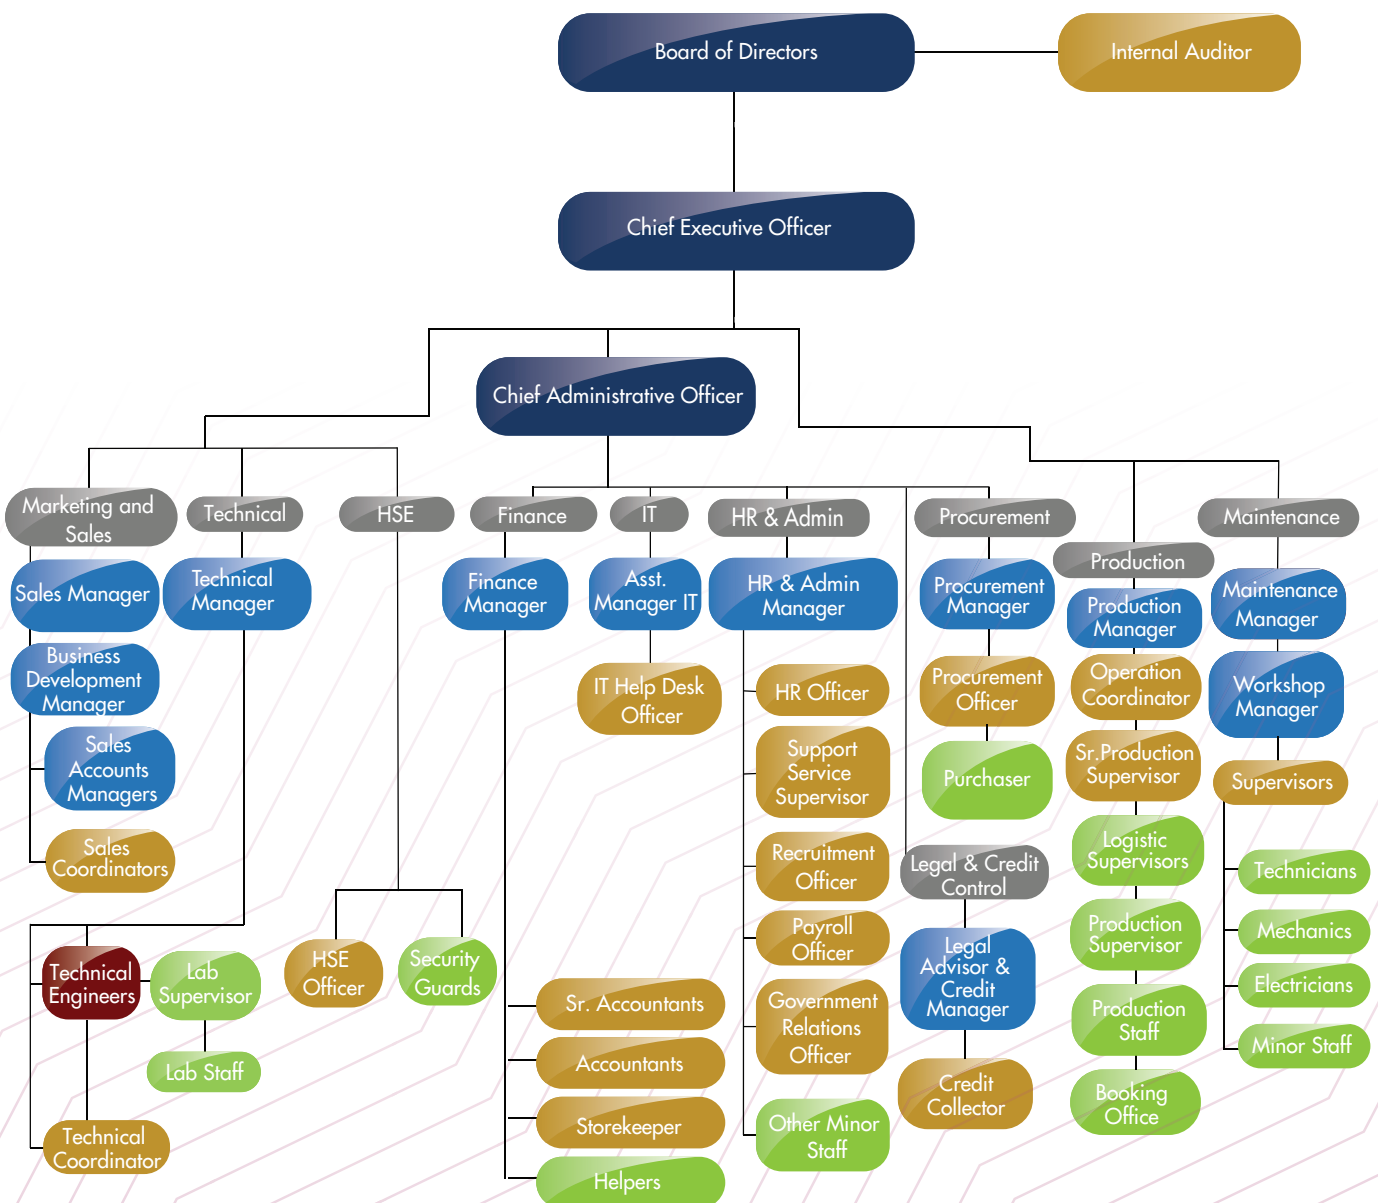 Board of Directors
Internal Auditor
Chief Executive Officer
Chief Administrative Officer
Marketing and
Sales
Technical
HSE
Finance
IT
HR & Admin
Procurement
Production
Maintenance
Sales Manager
Business
Development
Manager
Sales
Accounts
Managers
Sales
Coordinators
Technical
Manager
Technical
Engineers
Lab
Supervisor
Lab Staff
Technical
Coordinator
HSE
Officer
Security
Guards
Finance
Manager
Sr. Accountants
Accountants
Storekeeper
Helpers
Asst.
Manager IT
IT Help Desk
Officer
HR & Admin
Manager
HR Officer
Support
Service
Supervisor
Recruitment
Officer
Payroll
Officer
Government
Relations
Officer
Other Minor
Staff
Procurement
Manager
Procurement
Officer
Purchaser
Legal & Credit
Control
Legal
Advisor &
Credit
Manager
Credit
Collector
Production
Manager
Operation
Coordinator
Sr.Production
Supervisor
Logistic
Supervisors
Production
Supervisor
Production
Staff
Booking
Office
Maintenance
Manager
Workshop
Manager
Supervisors
Technicians
Mechanics
Electricians
Minor Staff